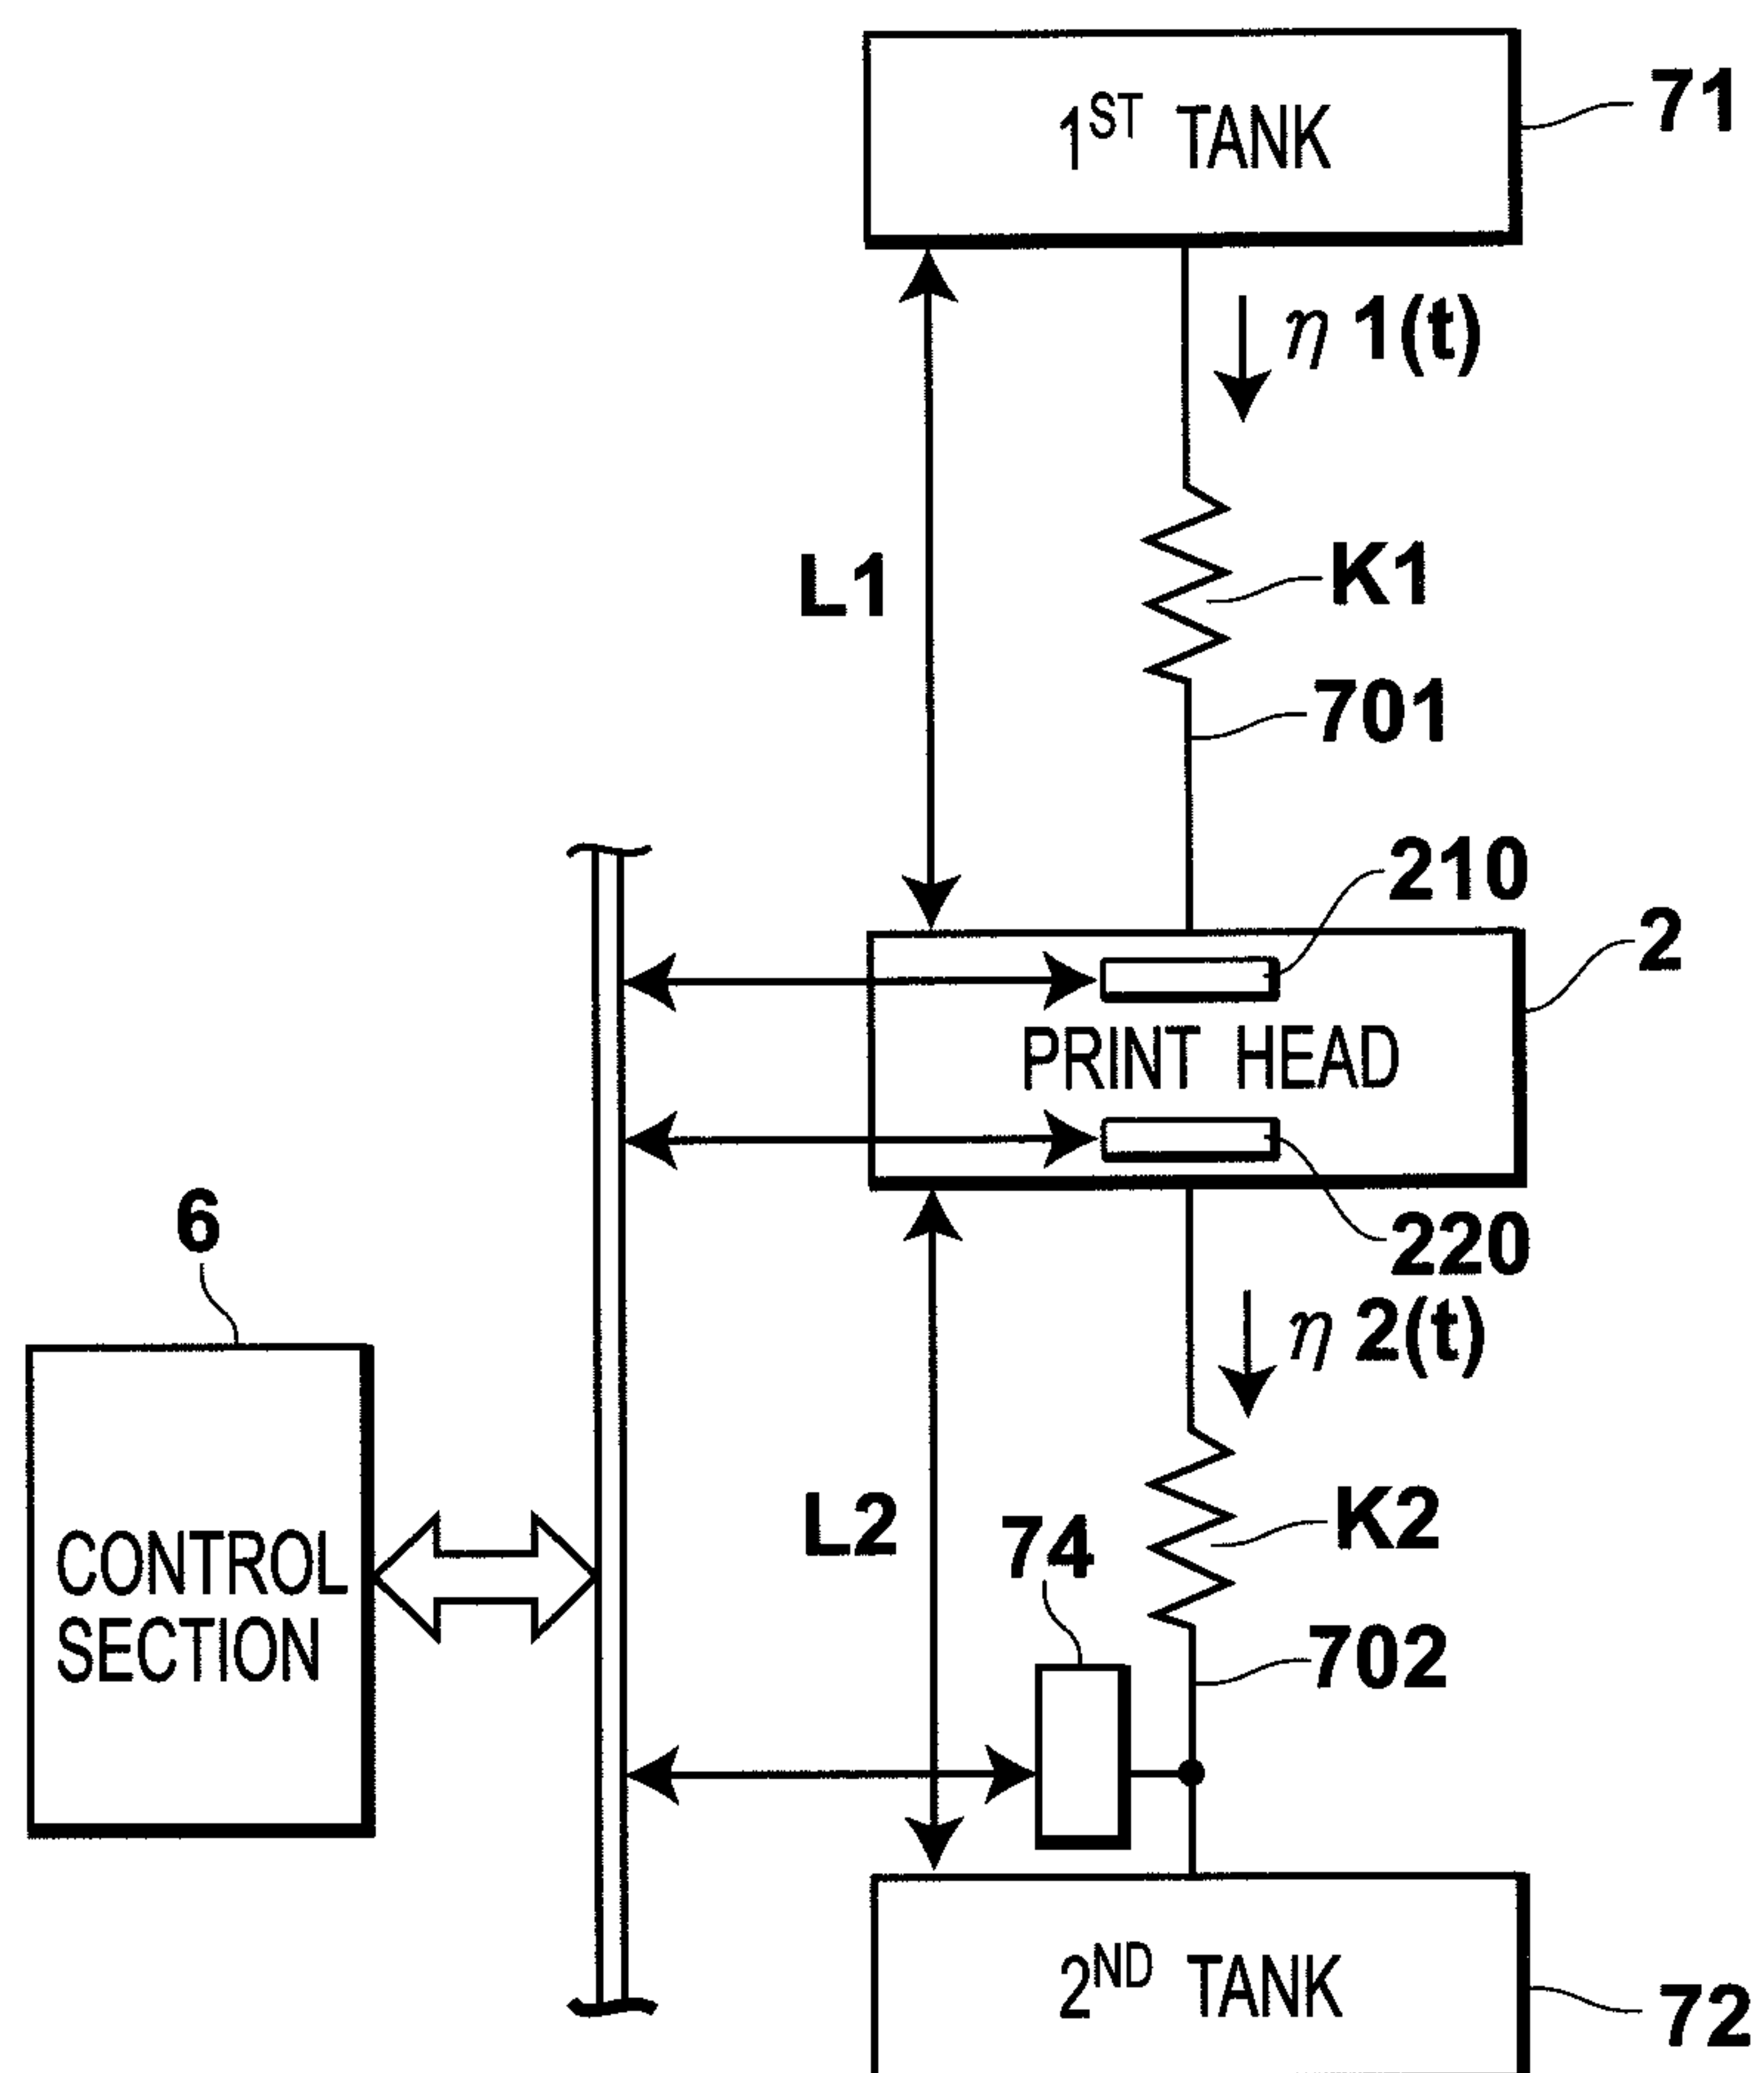 1ST TANK
71
η 1(t)
L1
K1
701
210
2
PRINT HEAD
220
6
η 2(t)
L2
74
K2
CONTROL
SECTION
702
2ND TANK
72